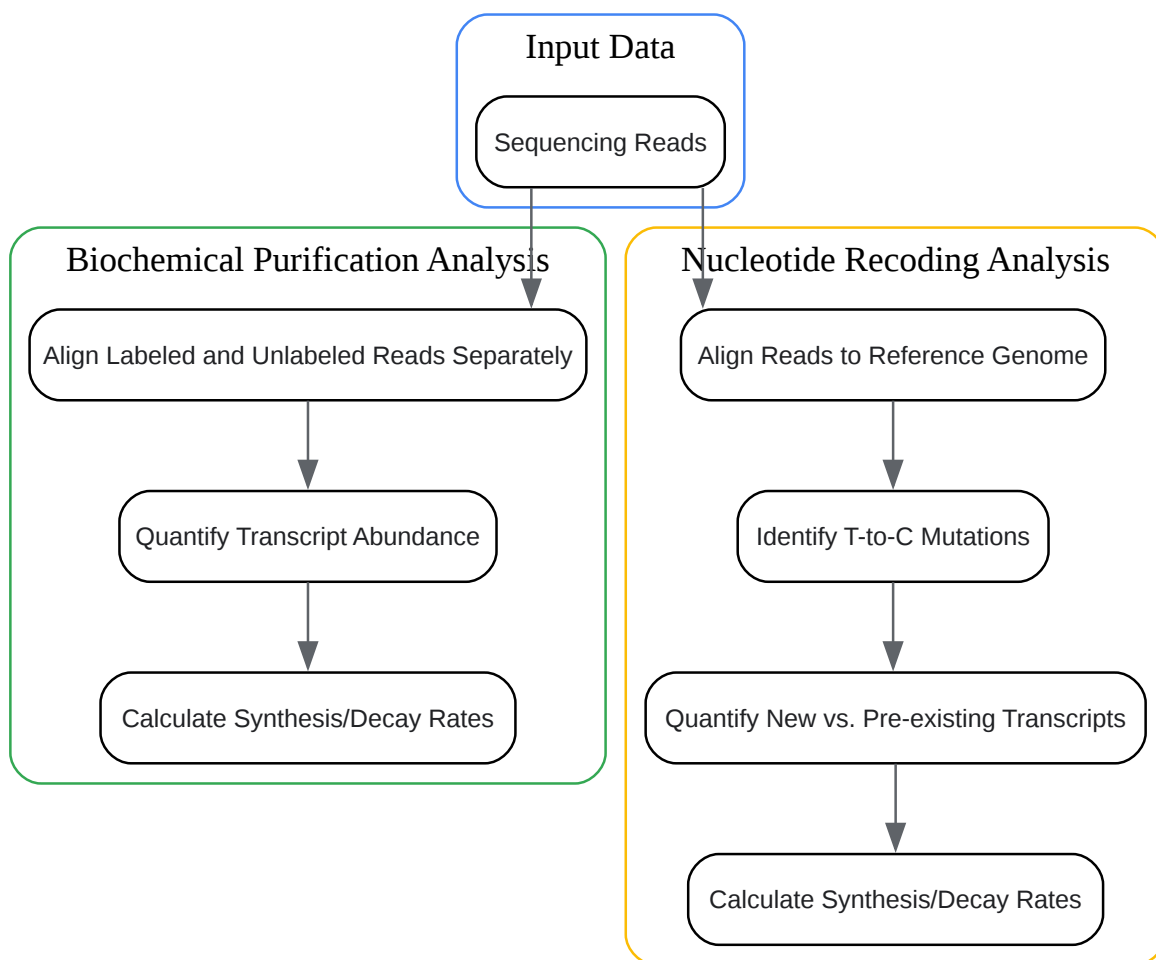 Input Data
Sequencing Reads
Biochemical Purification Analysis
Align Labeled and Unlabeled Reads Separately
Quantify Transcript Abundance
Calculate Synthesis/Decay Rates
Nucleotide Recoding Analysis
Align Reads to Reference Genome
Identify T-to-C Mutations
Quantify New vs. Pre-existing Transcripts
Calculate Synthesis/Decay Rates